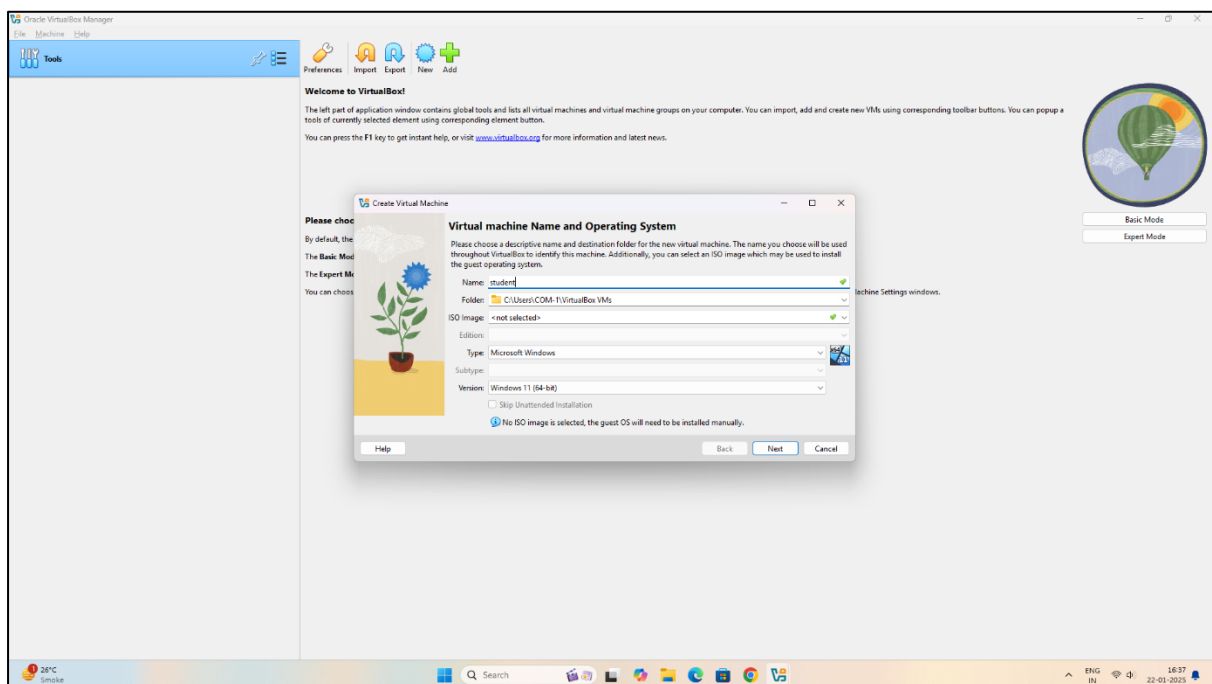 Oracle VirtualBox Manager
File Machine Help
Tools
Preferences Import Export New Add
Welcome to VirtualBox!
The left part of application window contains global tools and lists all virtual machines and virtual machine groups on your computer. You can import, add and create new VMs using corresponding toolbar buttons. You can popup a
tools of currently selected element using corresponding element button.
You can press the F1 key to get instant help, or visit www.virtualbox.org for more information and latest news.
Please choo
By default, the
The Basic Mod
The Expert Mo
You can choos
achine Settings windows.
Basic Mode
Expert Mode
Create Virtual Machine
Virtual machine Name and Operating System
Please choose a descriptive name and destination folder for the new virtual machine. The name you choose will be used
throughout VirtualBox to identify this machine. Additionally, you can select an ISO image which may be used to install
the guest operating system.
Name: student
Folder: C:\Users\COM-1\VirtualBox VMs
ISO Image: <not selected>
Edition:
Type: Microsoft Windows
Subtype:
Version: Windows 11 (64-bit)
Skip Unattended Installation
No ISO image is selected, the guest OS will need to be installed manually.
Help Back Next Cancel
1
26°C
Smoke
Search
ENG
IN
16:37
22-01-2025